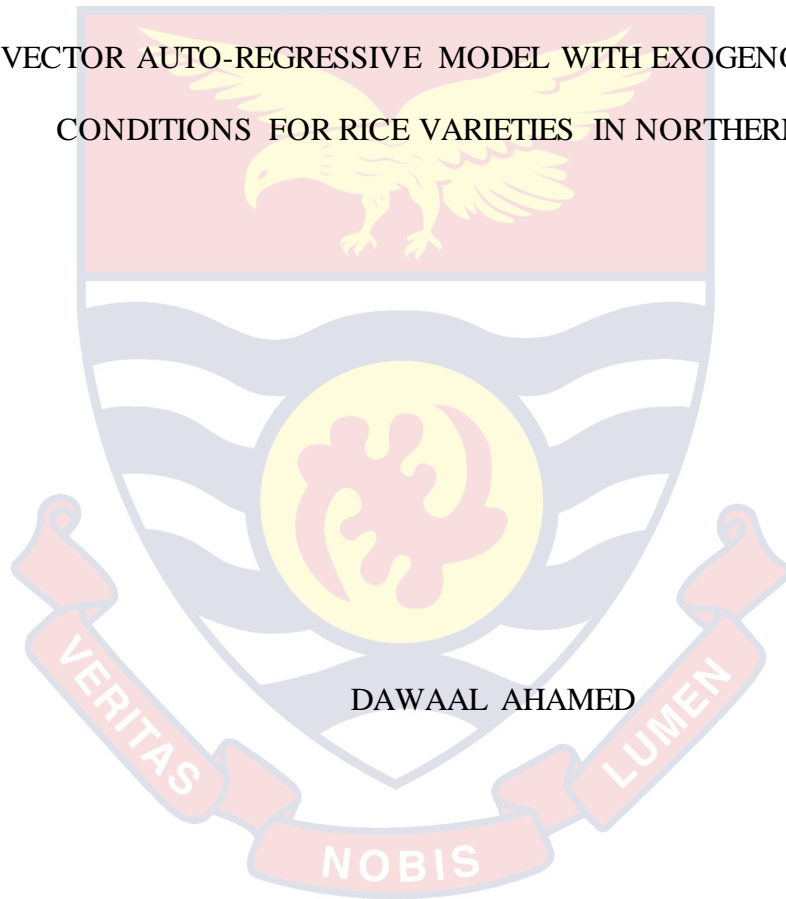 VECTOR AUTO-REGRESSIVE MODEL WITH EXOGENO
CONDITIONS FOR RICE VARIETIES IN NORTHER
DAWAAL AHAMED
VERITAS
NOBIS
LUMEN